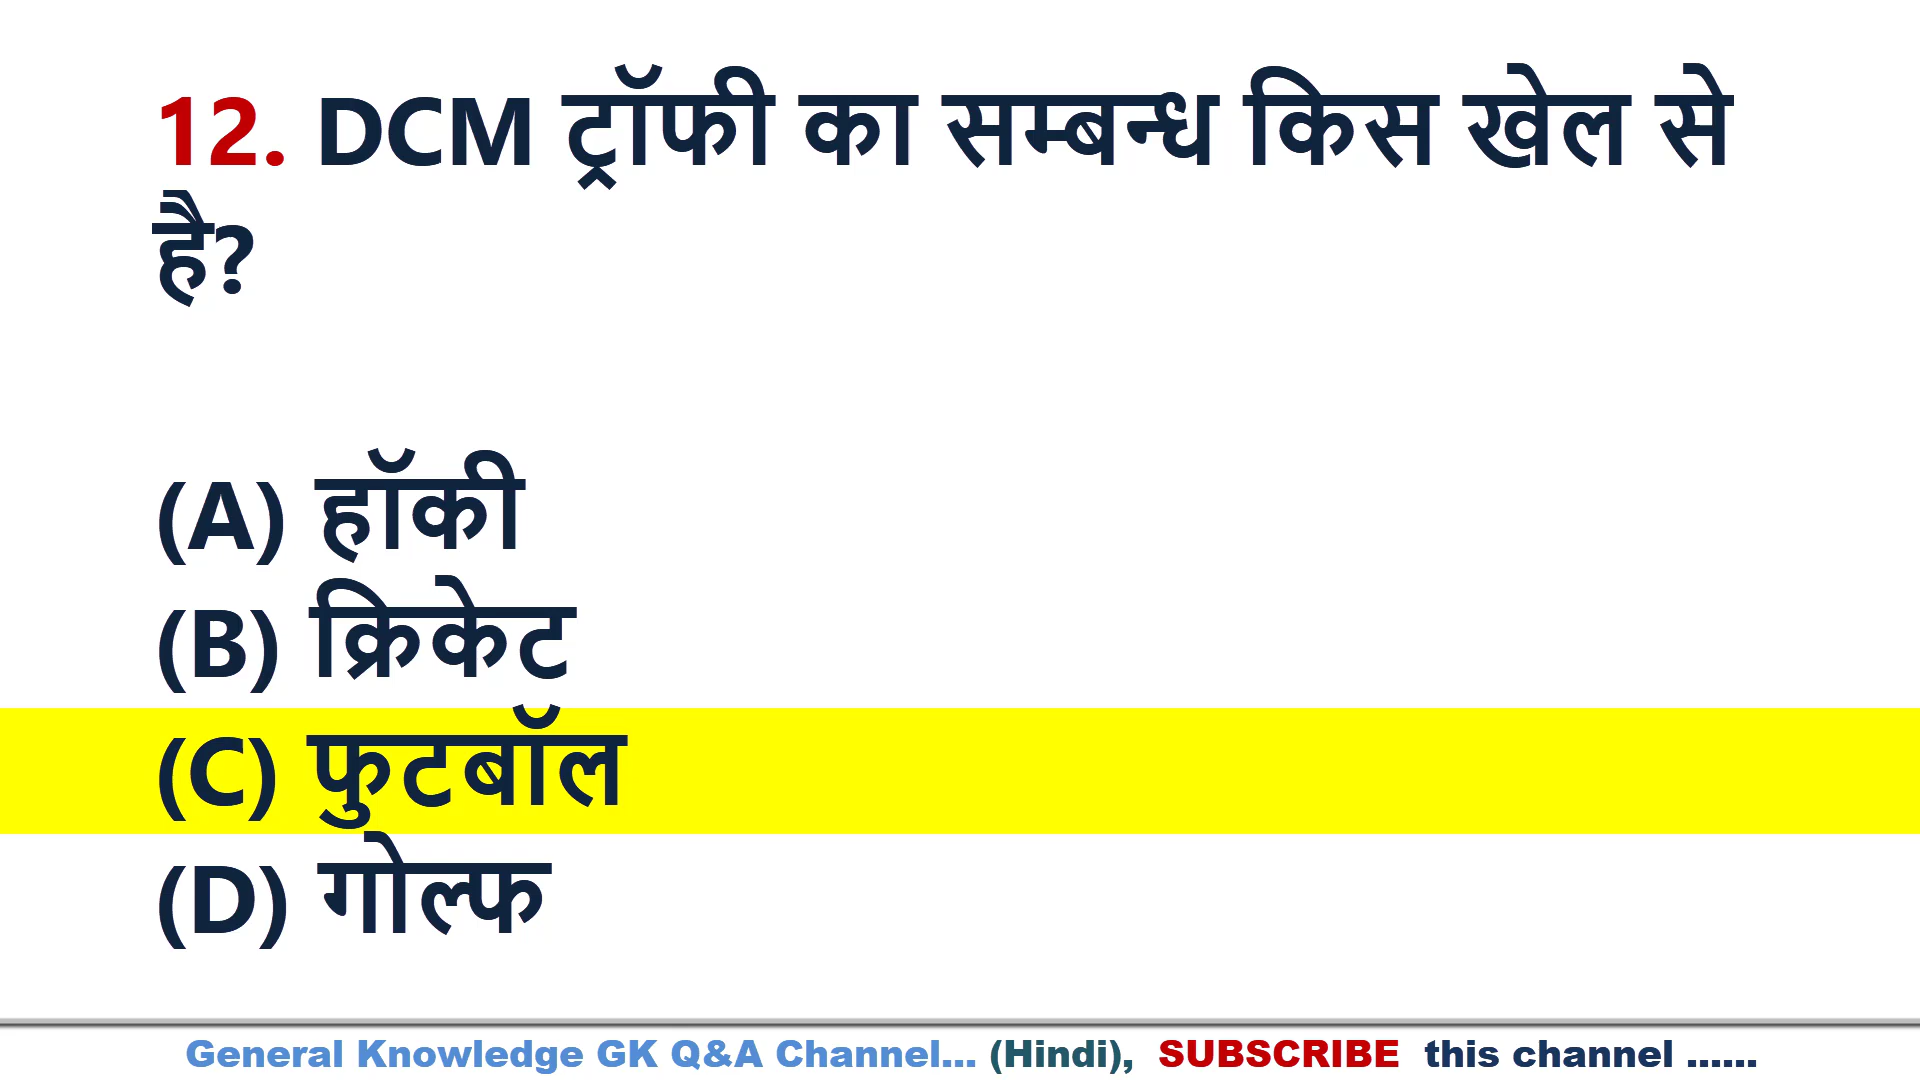 12. DCM ट्रॉफी का सम्बन्ध किस खेल से
है?
(A) हॉकी
(B) क्रिकेट
(C) फुटबॉल
(D) गोल्फ
General Knowledge GK Q&A Channel... (Hindi), SUBSCRIBE this channel ......